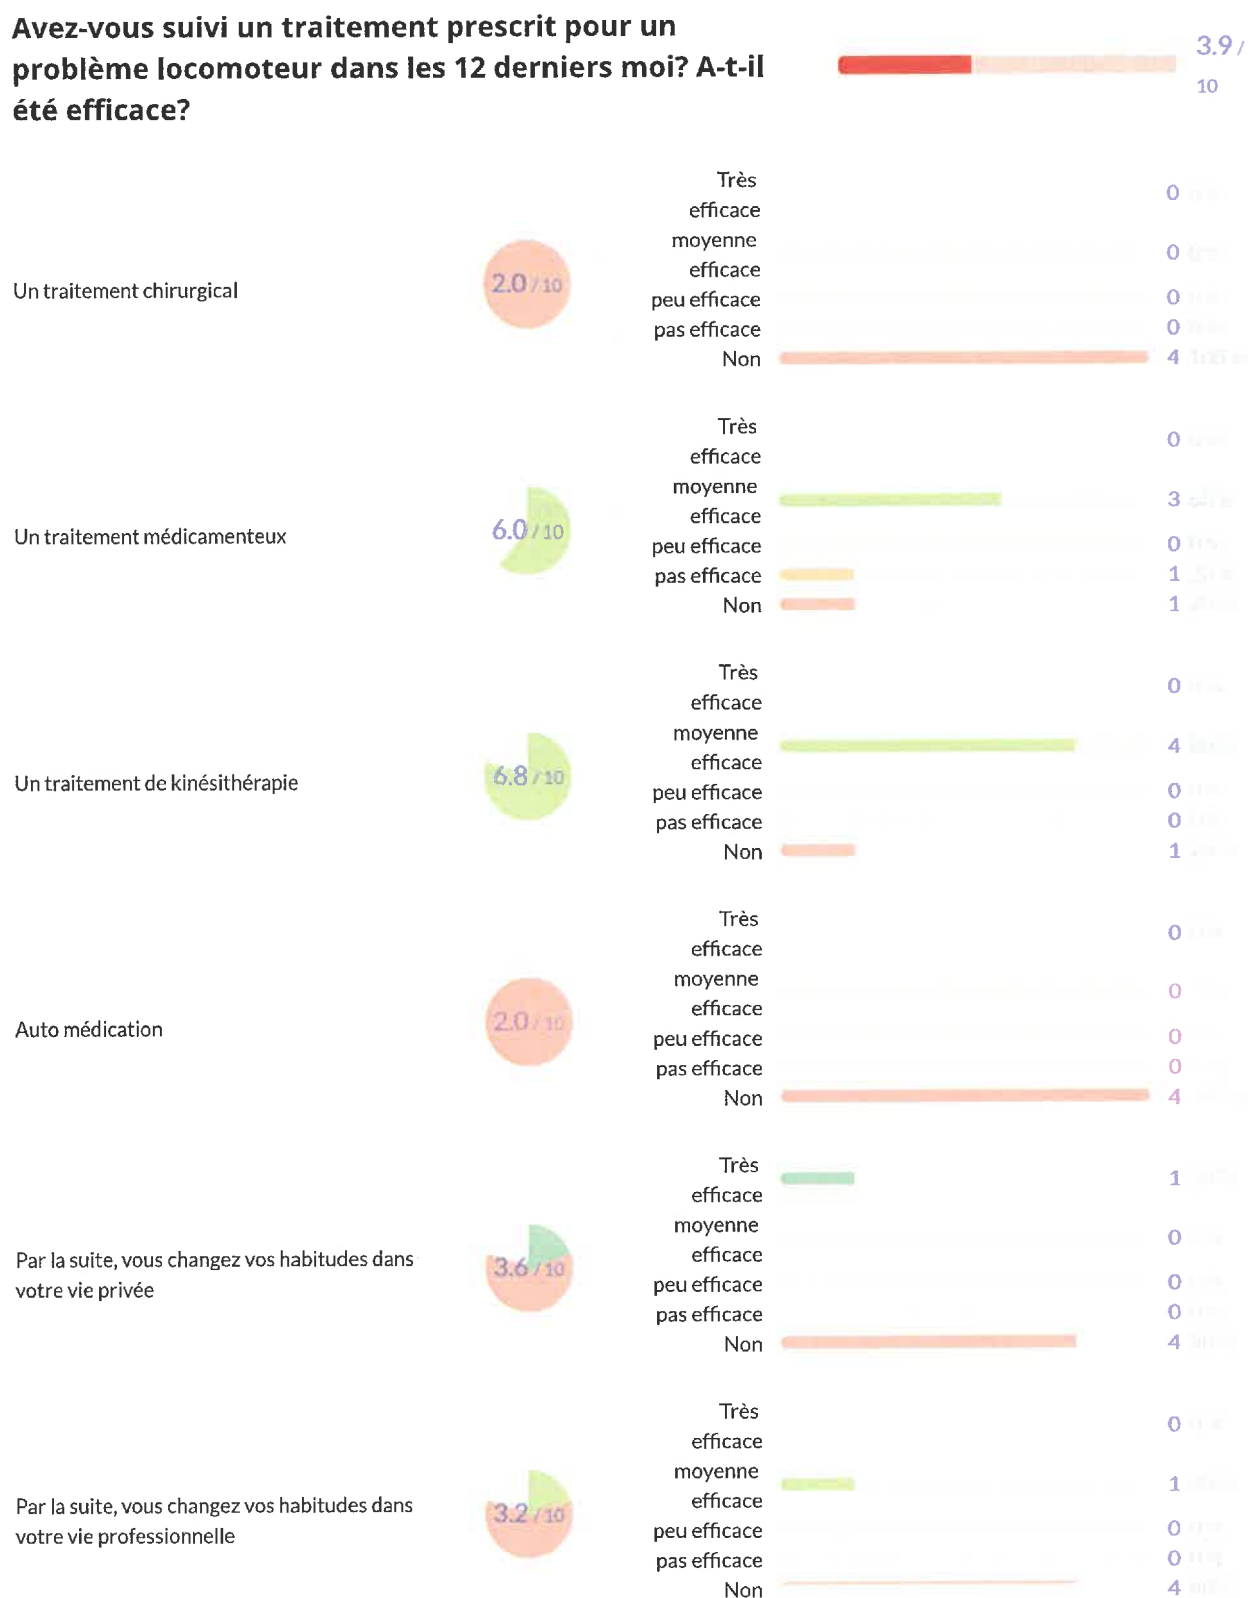 Avez-vous suivi un traitement prescrit pour un
problème locomoteur dans les 12 derniers moi? A-t-il
été efficace?
3.9 /
10
Un traitement chirurgical
2.0 / 10
Très
efficace
0
moyenne
efficace
0
peu efficace 0
pas efficace 0
Non 4
Un traitement médicamenteux
6.0 / 10
Très
efficace
0
moyenne
efficace
3
peu efficace 0
pas efficace 1
Non 1
Un traitement de kinésithérapie
6.8 / 10
Très
efficace
0
moyenne
efficace
4
peu efficace 0
pas efficace 0
Non 1
Auto médication
2.0 / 10
Très
efficace
0
moyenne
efficace
0
peu efficace 0
pas efficace 0
Non 4
Par la suite, vous changez vos habitudes dans
votre vie privée
3.6 / 10
Très
efficace
1
moyenne
efficace
0
peu efficace 0
pas efficace 0
Non 4
Par la suite, vous changez vos habitudes dans
votre vie professionnelle
3.2 / 10
Très
efficace
0
moyenne
efficace
1
peu efficace 0
pas efficace 0
Non 4